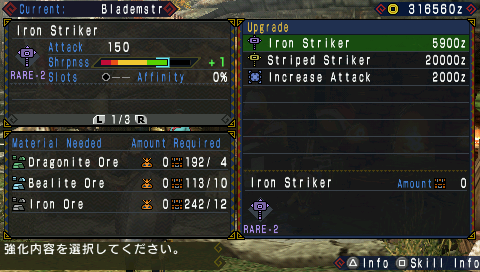 Current: Blademstr
316560z
Iron Striker
Attack 150
Shrpnss +1
RARE-2
Slots ―― Affinity 0%
L 1/3 R
Material Needed Amount Required
Dragonite Ore 0 192/ 4
Bealite Ore 0 113/10
Iron Ore 0 242/12
Upgrade
Iron Striker 5900z
Striped Striker 20000z
Increase Attack 2000z
Iron Striker Amount 0
RARE-2
強化内容を選択してください。
Info Skill Info